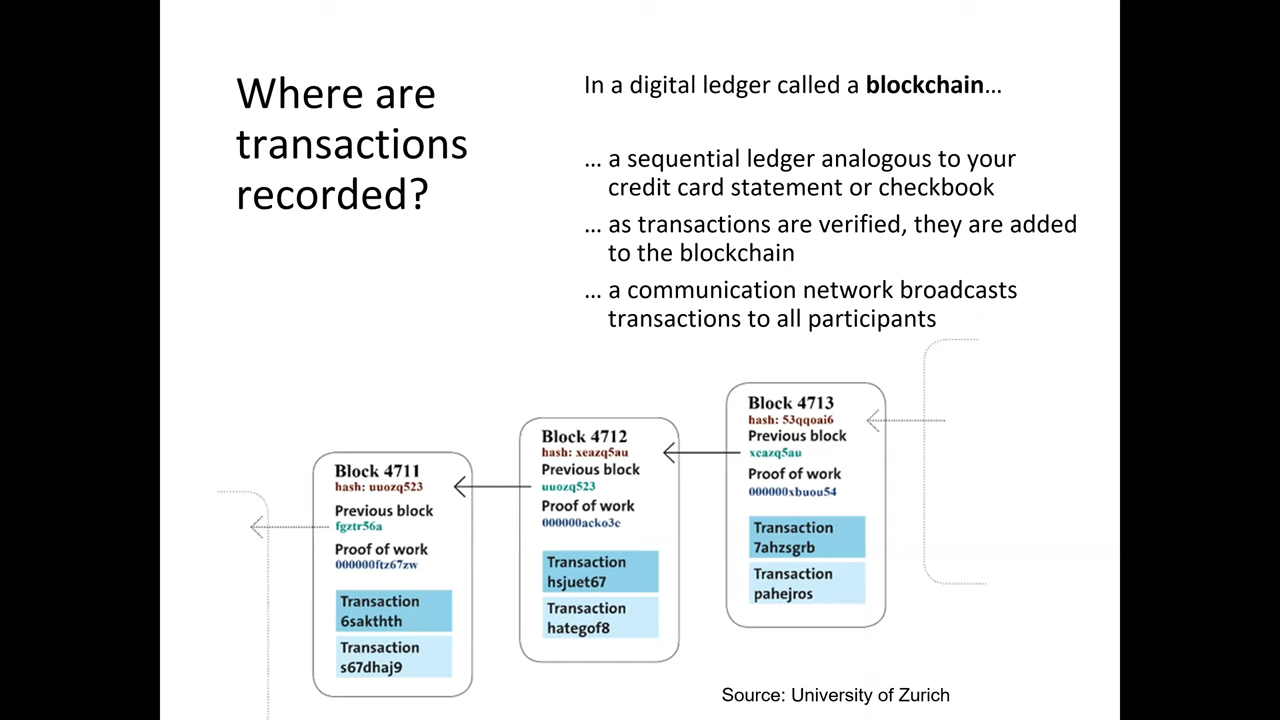 Where are
transactions
recorded?
In a digital ledger called a blockchain…
… a sequential ledger analogous to your
credit card statement or checkbook
… as transactions are verified, they are added
to the blockchain
… a communication network broadcasts
transactions to all participants
Block 4711
hash: uuozq523
Previous block
fgztr56a
Proof of work
000000ftz67zw
Transaction
6sakthth
Transaction
s67dhaj9
Block 4712
hash: xeazq5au
Previous block
uuozq523
Proof of work
000000acko3c
Transaction
hsjuet67
Transaction
hategof8
Block 4713
hash: 53qqoai6
Previous block
xeazq5au
Proof of work
000000xbuou54
Transaction
7ahzsgrb
Transaction
pahejros
Source: University of Zurich